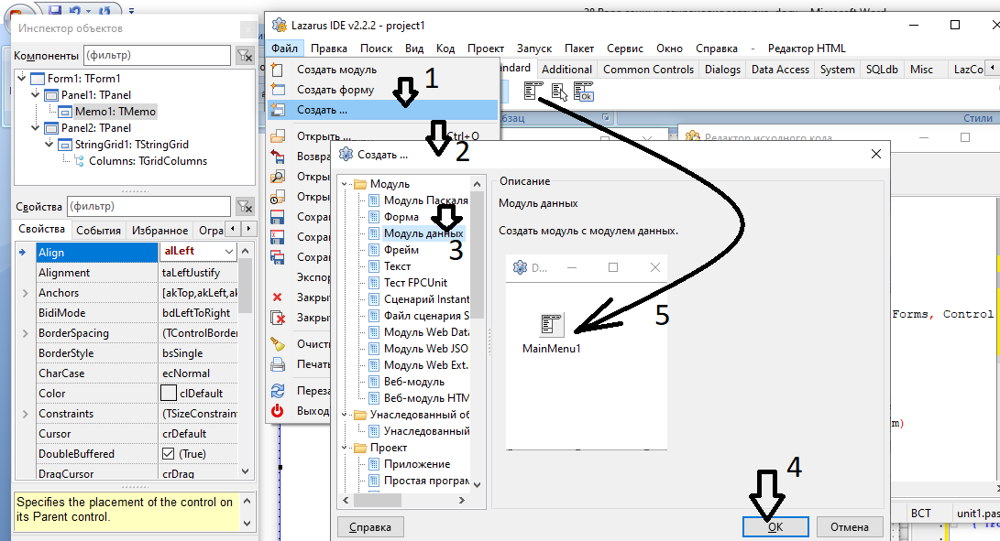 Инспектор объектов
Компоненты (фильтр)
Form1: TForm1
Panel1: TPanel
Memo1: TMemo
Panel2: TPanel
StringGrid1: TStringGrid
Columns: TGridColumns
Свойства (фильтр)
Свойства События Избранное Огра
Align alLeft
Alignment taLeftJustify
Anchors [akTop,akLeft,ak
BidiMode bdLeftToRight
BorderSpacing (TControlBorder
BorderStyle bsSingle
CharCase ecNormal
Color clDefault
Constraints (TSizeConstraint
Cursor crDefault
DoubleBuffered (True)
DragCursor crDrag
Specifies the placement of the control on
its Parent control.
Lazarus IDE v2.2.2 - project1
Файл Правка Поиск Вид Код Проект Запуск Пакет Сервис Окно Справка - Редактор HTML
ndard Additional Common Controls Dialogs Data Access System SQLdb Misc LazCo
Ok
Создать модуль
Создать форму
Создать ...
1
Открыть ... Ctrl+O
2
Возвра
Откры
Откры
Сохра
Сохра
Сохра
Экспор
Закры
Закры
Очист
Печат
Переза
Выход
бзац
Стили
Редактор исходного кода
Создать ...
Модуль
Модуль Паскаля
Форма
Модуль данных
3
Фрейм
Текст
Тест FPCUnit
Сценарий Instant
Файл сценария S
Модуль Web Data
Модуль Web JSO
Модуль Web Ext.
Веб-модуль
Веб-модуль HTM
Унаследованный об
Унаследованный
Проект
Приложение
Простая програм
Описание
Модуль данных
Создать модуль с модулем данных.
D...
MainMenu1
5
4
Справка
OK
Отмена
Forms, Control
m)
ВСТ unit1.pas